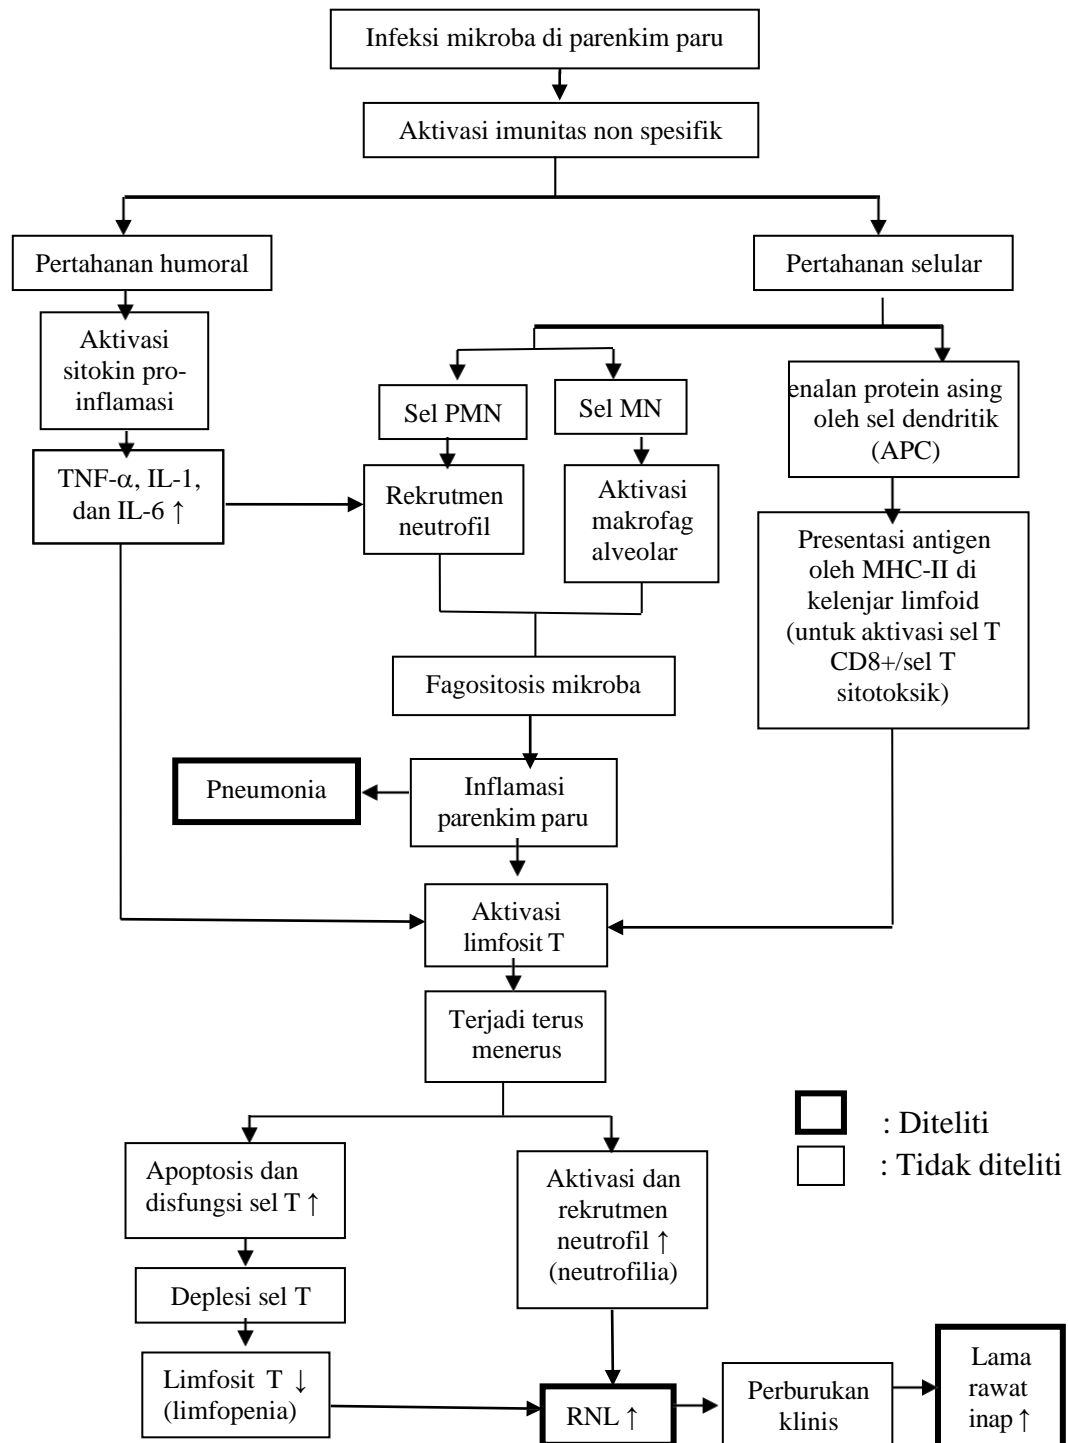 Infeksi mikroba di parenkim paru
Aktivasi imunitas non spesifik
Pertahanan humoral
Pertahanan selular
Aktivasi
sitokin pro-
inflamasi
Sel PMN
Sel MN
enalan protein asing
oleh sel dendritik
(APC)
TNF-α, IL-1,
dan IL-6 ↑
Rekrutmen
neutrofil
Aktivasi
makrofag
alveolar
Presentasi antigen
oleh MHC-II di
kelenjar limfoid
(untuk aktivasi sel T
CD8+/sel T
sitotoksik)
Fagositosis mikroba
Pneumonia
Inflamasi
parenkim paru
Aktivasi
limfosit T
Terjadi terus
menerus
: Diteliti
: Tidak diteliti
Apoptosis dan
disfungsi sel T ↑
Aktivasi dan
rekrutmen
neutrofil ↑
(neutrofilia)
Deplesi sel T
Limfosit T ↓
(limfopenia)
RNL ↑
Perburukan
klinis
Lama
rawat
inap ↑